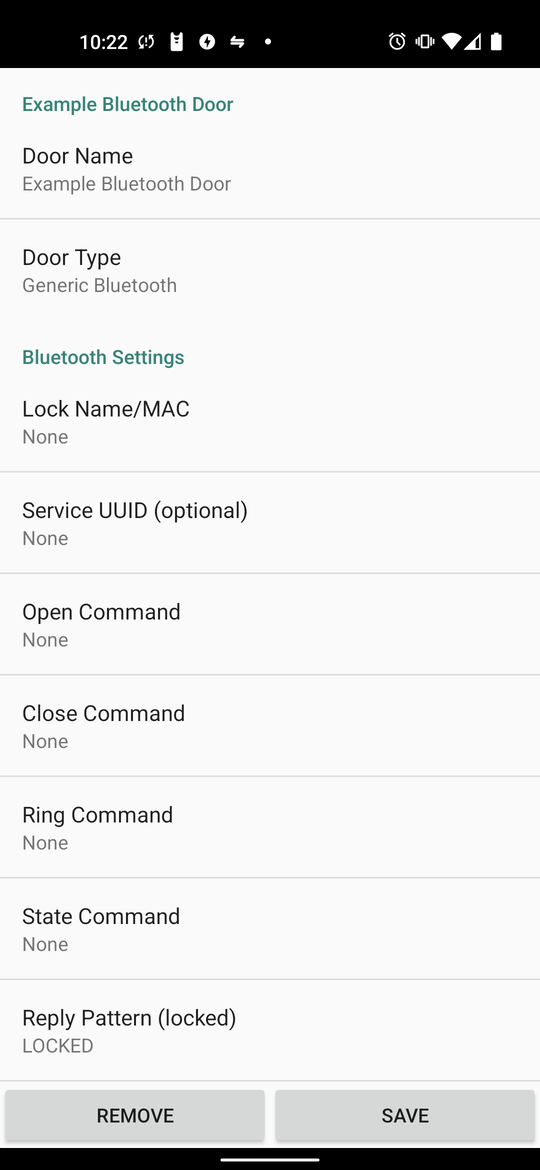 10:22
Example Bluetooth Door
Door Name
Example Bluetooth Door
Door Type
Generic Bluetooth
Bluetooth Settings
Lock Name/MAC
None
Service UUID (optional)
None
Open Command
None
Close Command
None
Ring Command
None
State Command
None
Reply Pattern (locked)
LOCKED
REMOVE
SAVE